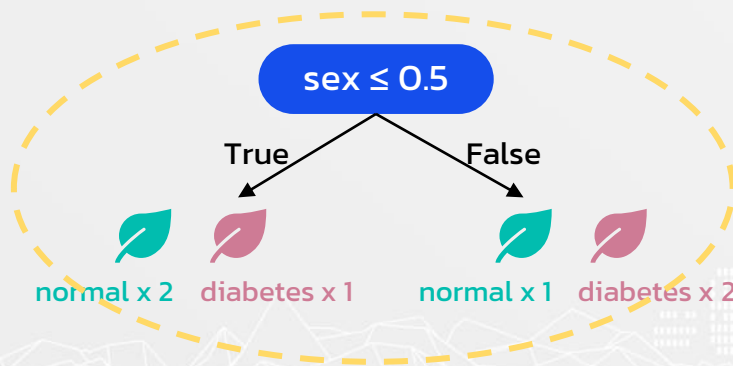 sex ≤ 0.5
True False
normal x 2 diabetes x 1 normal x 1 diabetes x 2